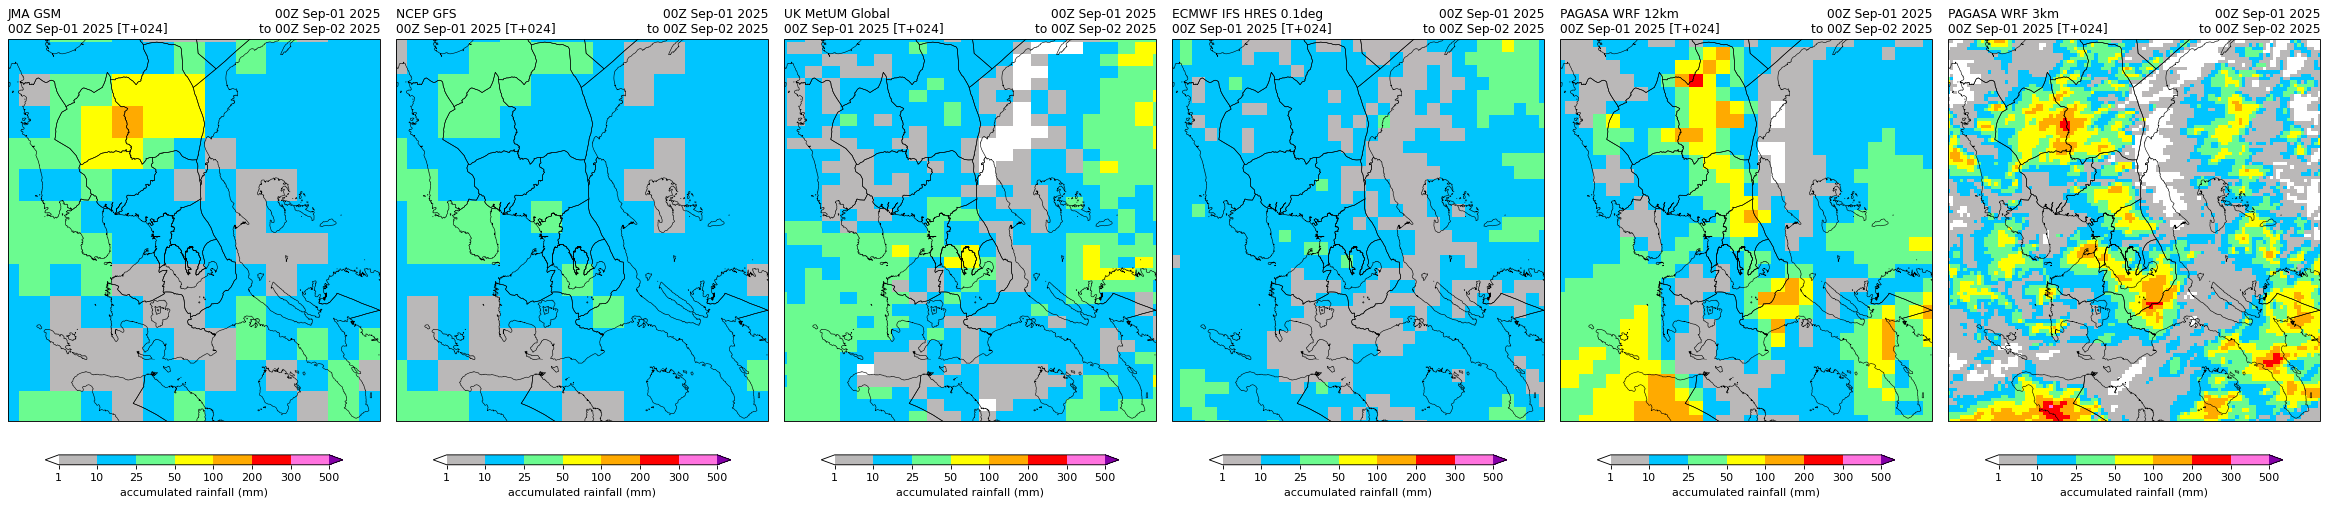 JMA GSM 00Z Sep-01 2025
00Z Sep-01 2025 [T+024] to 00Z Sep-02 2025
1 10 25 50 100 200 300 500
accumulated rainfall (mm)
NCEP GFS 00Z Sep-01 2025
00Z Sep-01 2025 [T+024] to 00Z Sep-02 2025
1 10 25 50 100 200 300 500
accumulated rainfall (mm)
UK MetUM Global 00Z Sep-01 2025
00Z Sep-01 2025 [T+024] to 00Z Sep-02 2025
1 10 25 50 100 200 300 500
accumulated rainfall (mm)
ECMWF IFS HRES 0.1deg 00Z Sep-01 2025
00Z Sep-01 2025 [T+024] to 00Z Sep-02 2025
1 10 25 50 100 200 300 500
accumulated rainfall (mm)
PAGASA WRF 12km 00Z Sep-01 2025
00Z Sep-01 2025 [T+024] to 00Z Sep-02 2025
1 10 25 50 100 200 300 500
accumulated rainfall (mm)
PAGASA WRF 3km 00Z Sep-01 2025
00Z Sep-01 2025 [T+024] to 00Z Sep-02 2025
1 10 25 50 100 200 300 500
accumulated rainfall (mm)